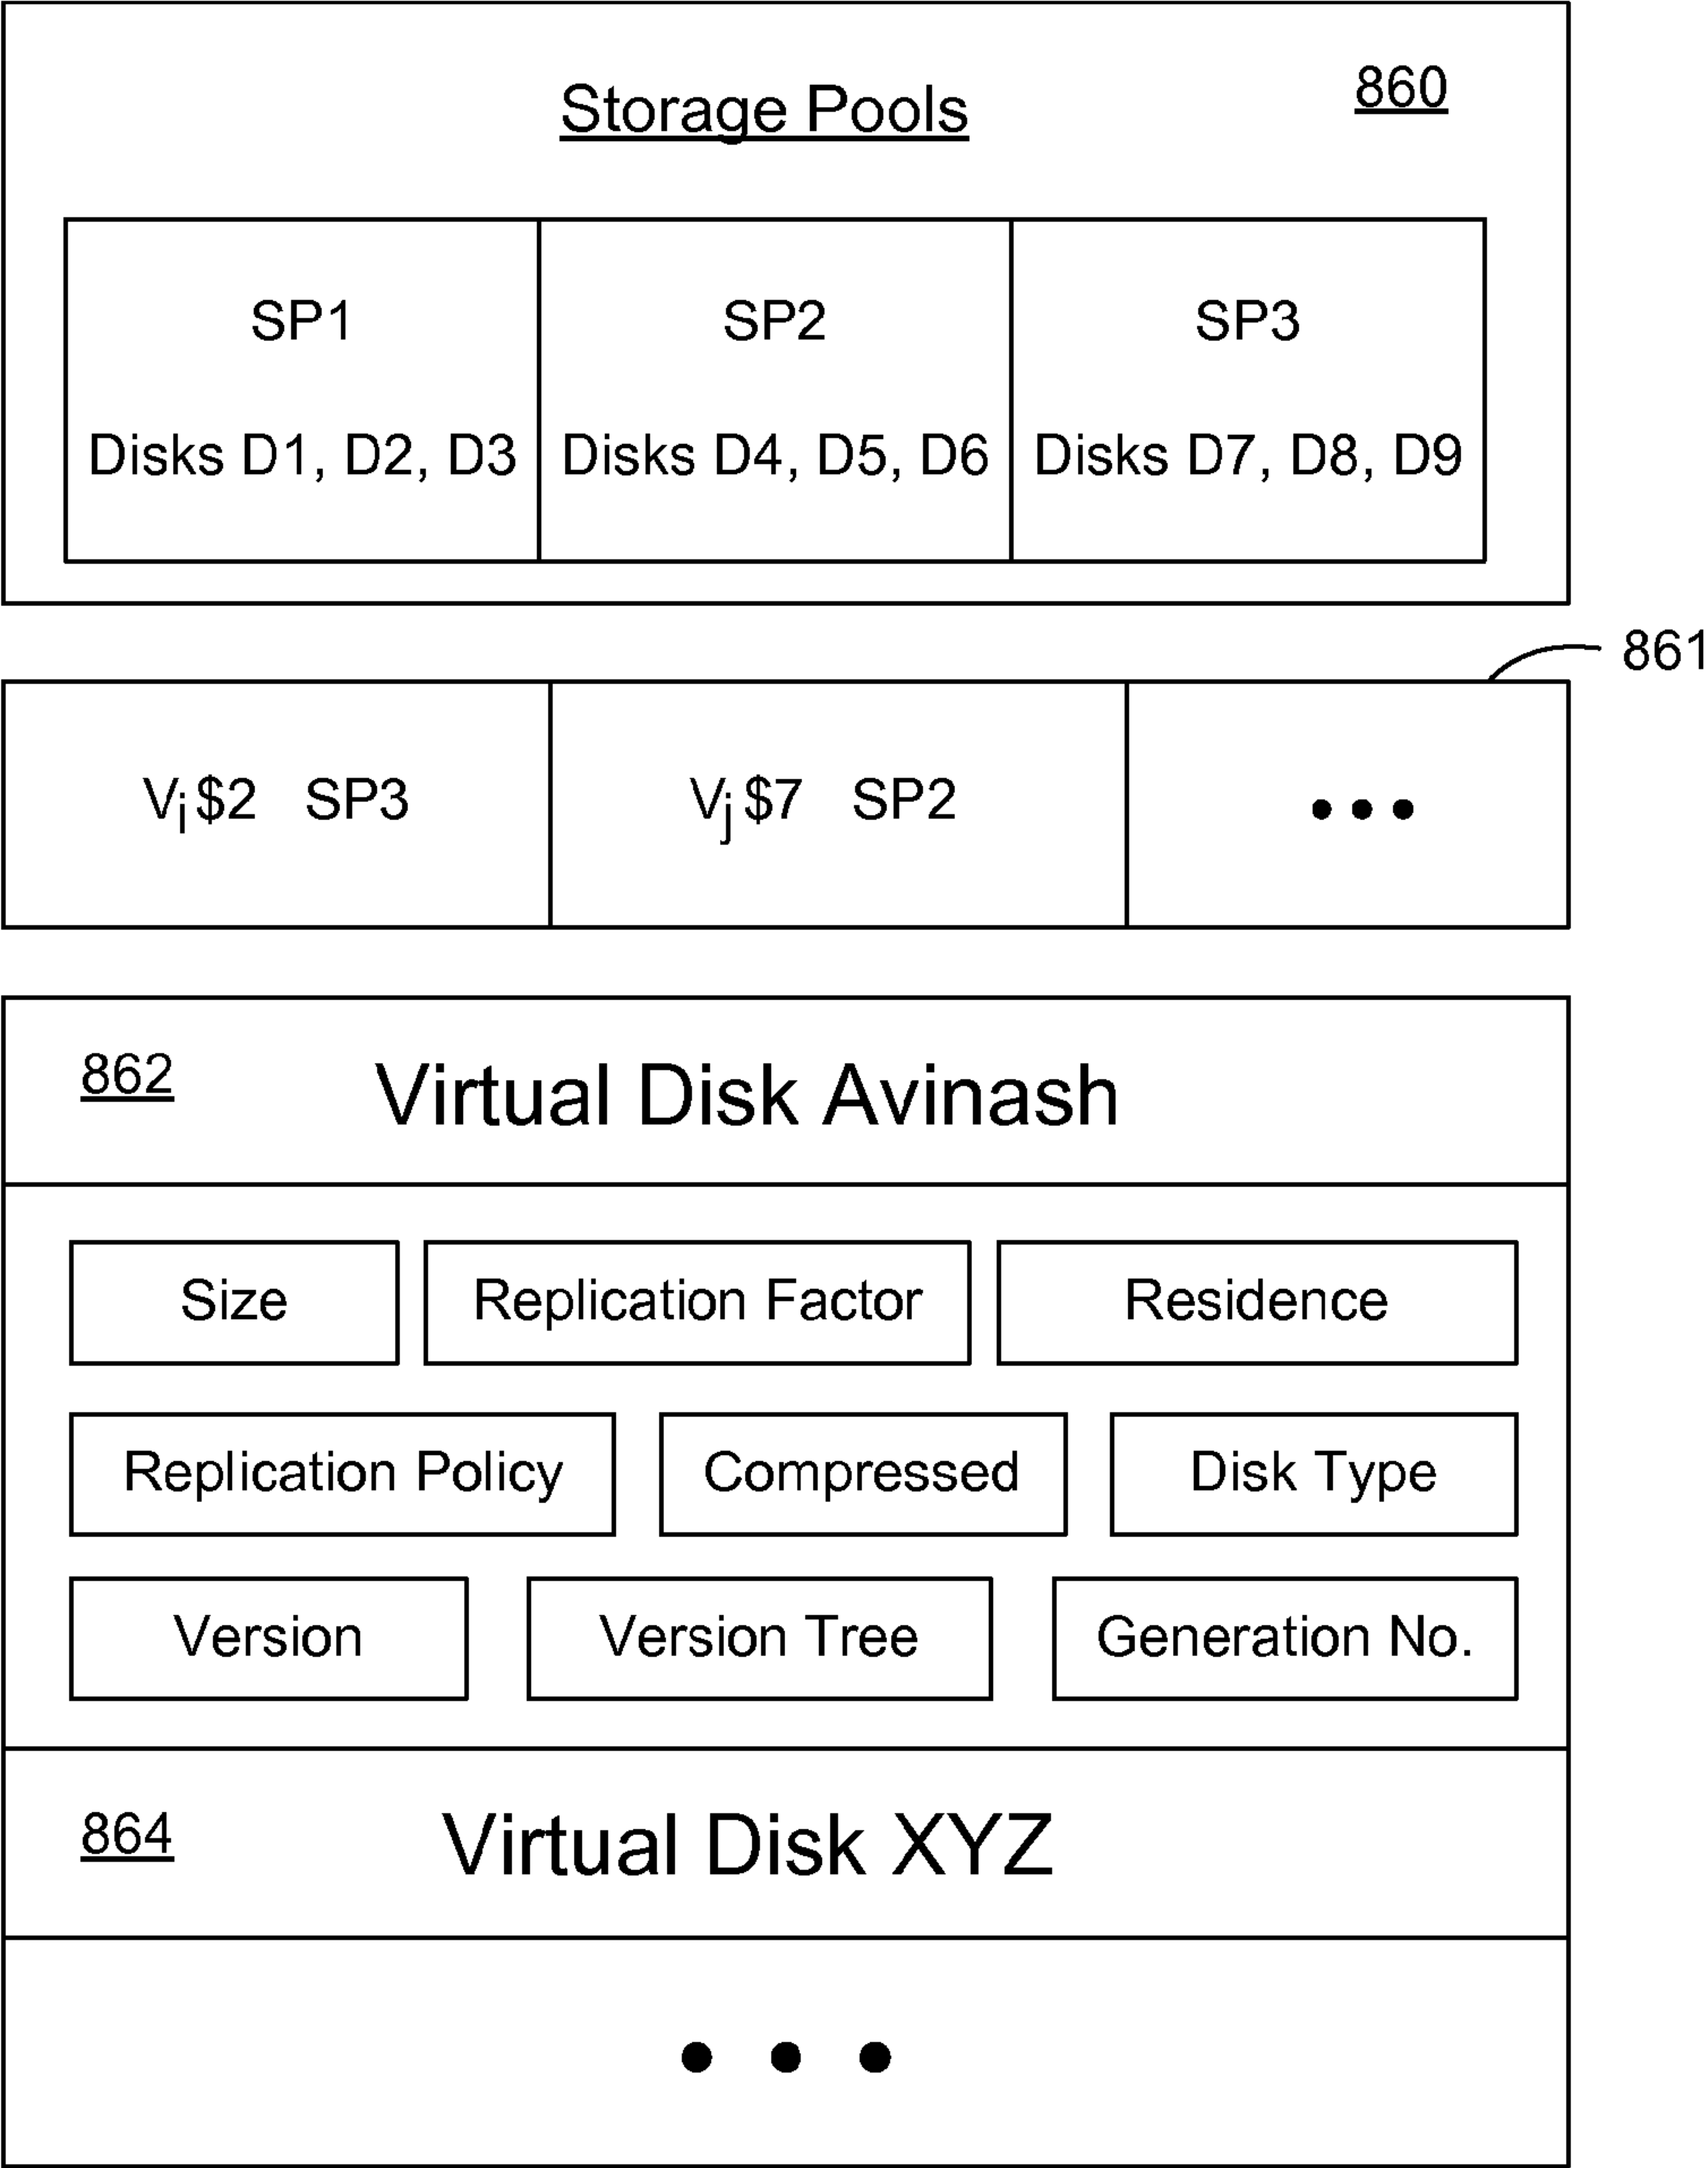 Storage Pools
860
SP1
Disks D1, D2, D3
SP2
Disks D4, D5, D6
SP3
Disks D7, D8, D9
861
Vi$2 SP3
Vj$7 SP2
•••
862
Virtual Disk Avinash
Size
Replication Factor
Residence
Replication Policy
Compressed
Disk Type
Version
Version Tree
Generation No.
864
Virtual Disk XYZ
• • •